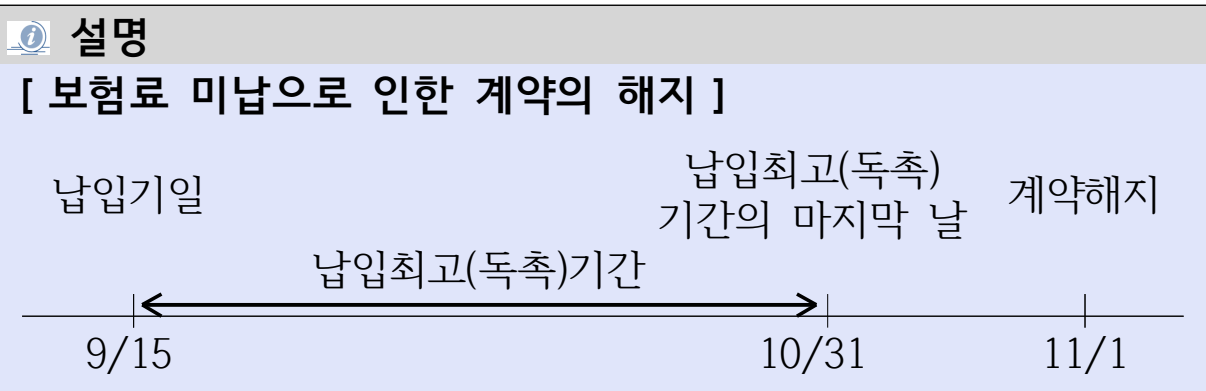 설명
[ 보험료 미납으로 인한 계약의 해지 ]
납입기일
납입최고(독촉)
기간의 마지막 날
계약해지
납입최고(독촉)기간
9/15
10/31
11/1